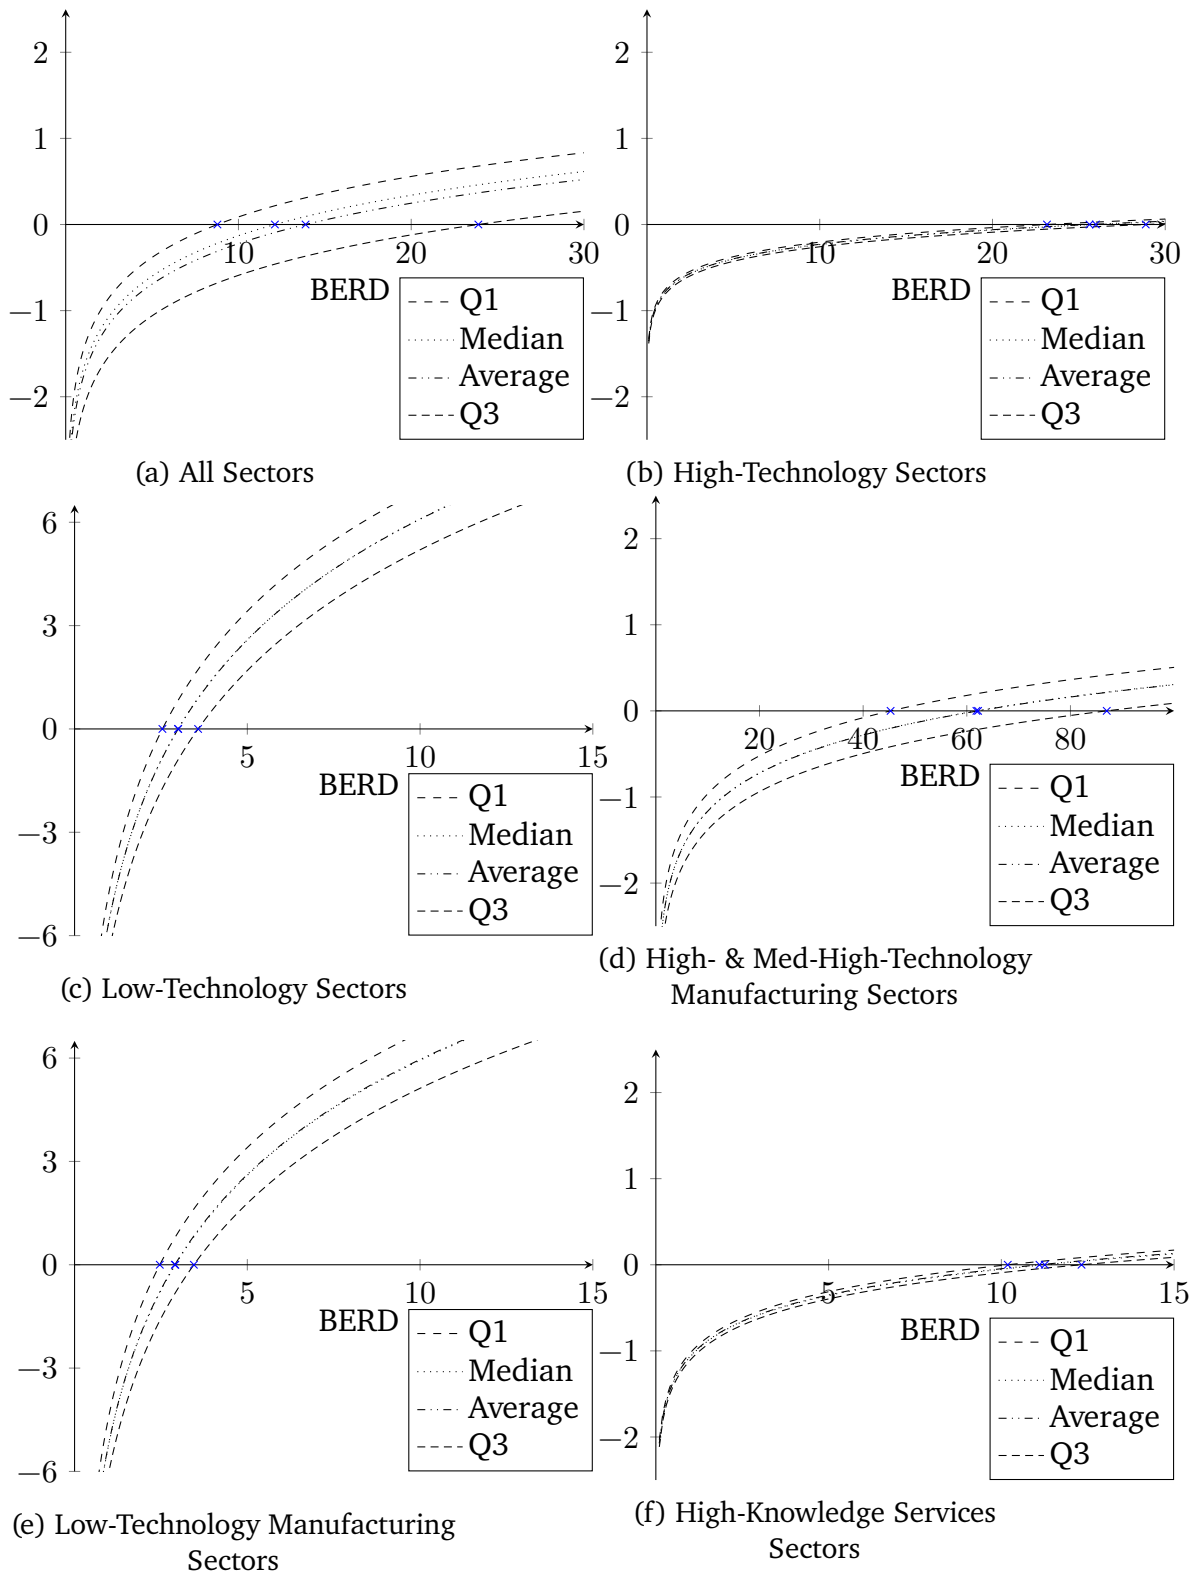 2
1
0
−1
−2
10
20
30
BERD
Q1
Median
Average
Q3
(a) All Sectors
2
1
0
−1
−2
10
20
30
BERD
Q1
Median
Average
Q3
(b) High-Technology Sectors
6
3
0
−3
−6
5
10
15
BERD
Q1
Median
Average
Q3
(c) Low-Technology Sectors
2
1
0
−1
−2
20
40
60
80
BERD
Q1
Median
Average
Q3
(d) High- & Med-High-Technology
Manufacturing Sectors
6
3
0
−3
−6
5
10
15
BERD
Q1
Median
Average
Q3
(e) Low-Technology Manufacturing
Sectors
2
1
0
−1
−2
5
10
15
BERD
Q1
Median
Average
Q3
(f) High-Knowledge Services
Sectors